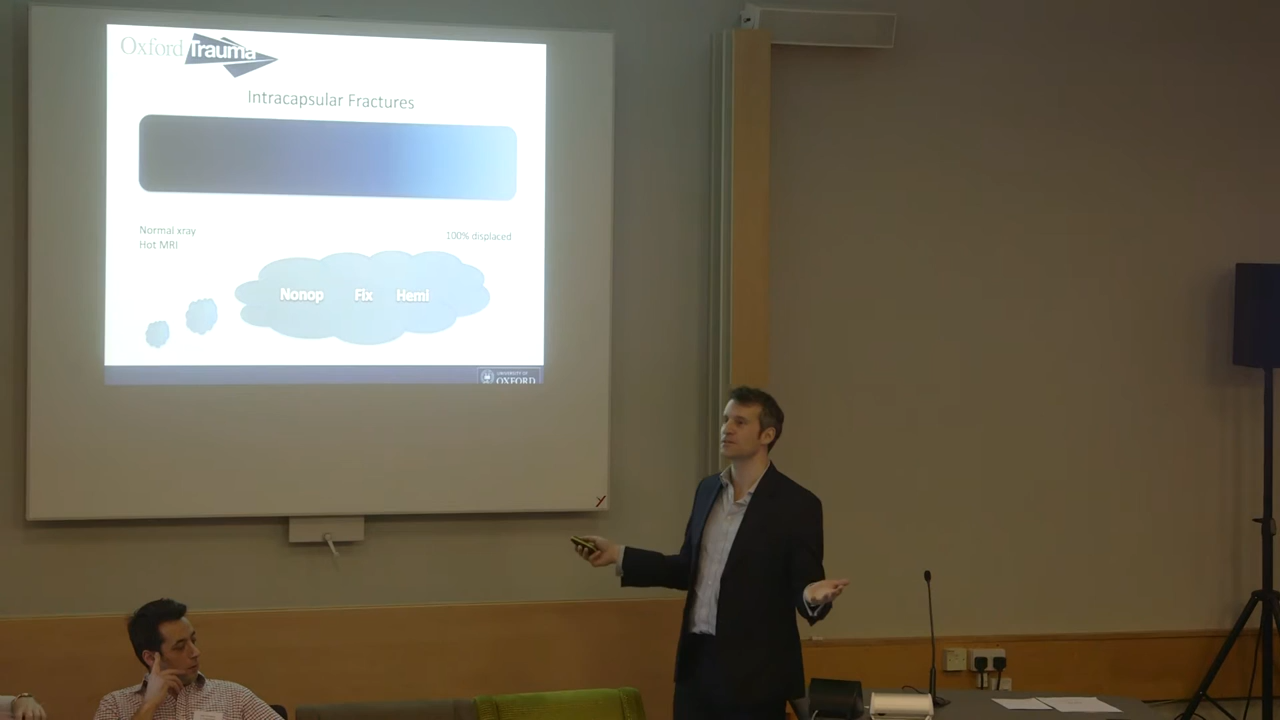 Oxford Trauma
Intracapsular Fractures
Normal xray
Hot MRI
100% displaced
Nonop Fix Hemi
UNIVERSITY OF
OXFORD